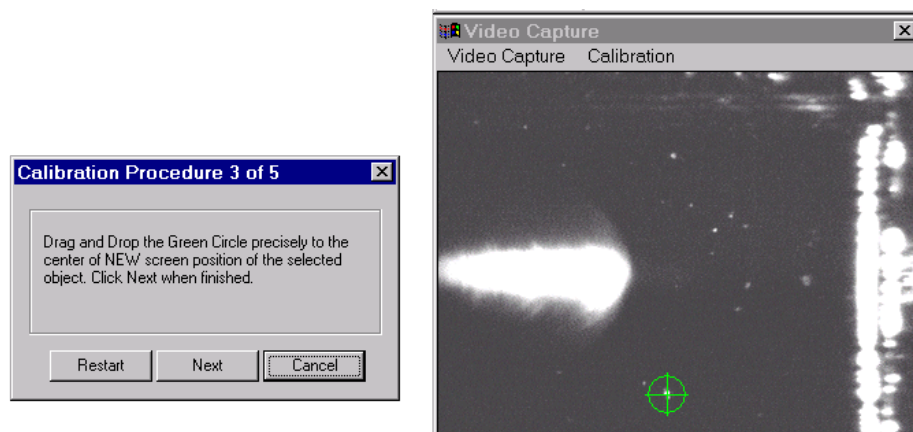 Calibration Procedure 3 of 5
Drag and Drop the Green Circle precisely to the
center of NEW screen position of the selected
object. Click Next when finished.
Restart Next Cancel
Video Capture
Video Capture Calibration